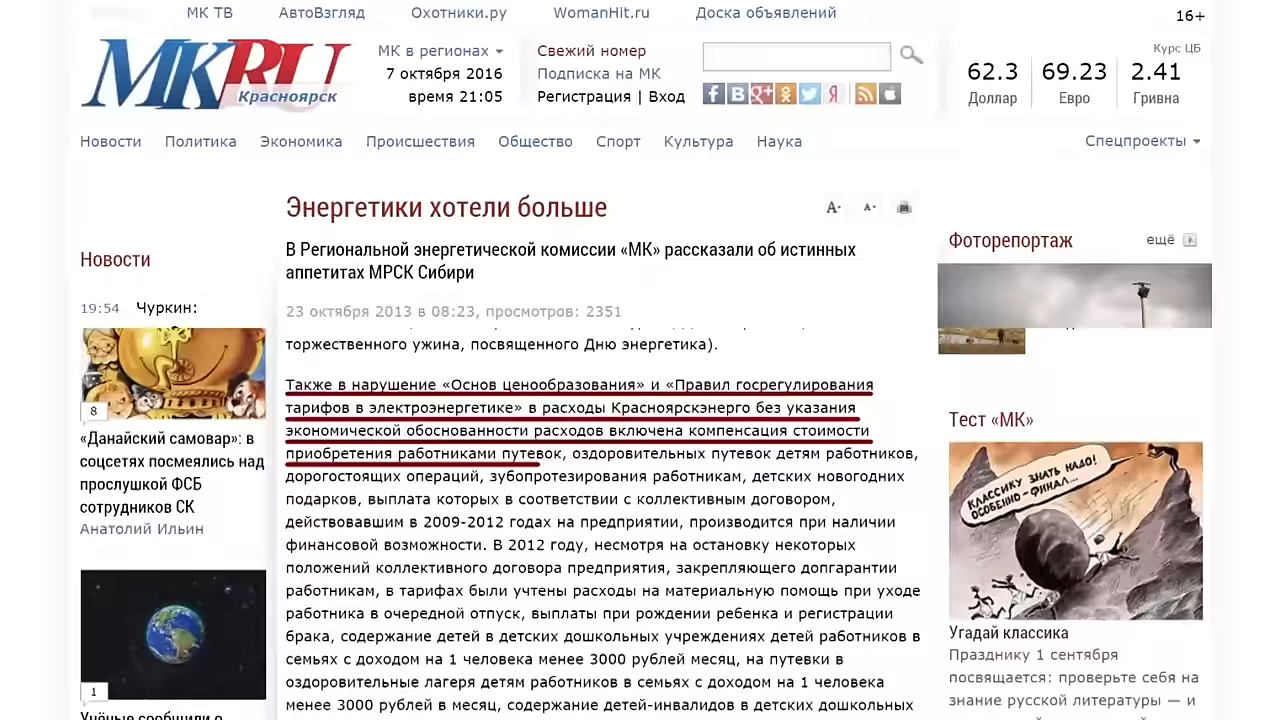 МК ТВ
АвтоВзгляд
Охотники.ру
WomanHit.ru
Доска объявлений
16+
MKRU
Красноярск
МК в регионах
7 октября 2016
время 21:05
Свежий номер
Подписка на МК
Регистрация | Вход
Курс ЦБ
62.3
Доллар
69.23
Евро
2.41
Гривна
Новости
Политика
Экономика
Происшествия
Общество
Спорт
Культура
Наука
Спецпроекты
Энергетики хотели больше
В Региональной энергетической комиссии «МК» рассказали об истинных
аппетитах МРСК Сибири
23 октября 2013 в 08:23, просмотров: 2351
торжественного ужина, посвященного Дню энергетика).
Также в нарушение «Основ ценообразования» и «Правил госрегулирования
тарифов в электроэнергетике» в расходы Красноярскэнерго без указания
экономической обоснованности расходов включена компенсация стоимости
приобретения работниками путевок, оздоровительных путевок детям работников,
дорогостоящих операций, зубопротезирования работникам, детских новогодних
подарков, выплата которых в соответствии с коллективным договором,
действовавшим в 2009-2012 годах на предприятии, производится при наличии
финансовой возможности. В 2012 году, несмотря на остановку некоторых
положений коллективного договора предприятия, закрепляющего допгарантии
работникам, в тарифах были учтены расходы на материальную помощь при уходе
работника в очередной отпуск, выплаты при рождении ребенка и регистрации
брака, содержание детей в детских дошкольных учреждениях детей работников в
семьях с доходом на 1 человека менее 3000 рублей месяц, на путевки в
оздоровительные лагеря детям работников в семьях с доходом на 1 человека
менее 3000 рублей в месяц, содержание детей-инвалидов в детских дошкольных
Новости
19:54 Чуркин:
8
«Данайский самовар»: в
соцсетях посмеялись над
прослушкой ФСБ
сотрудников СК
Анатолий Ильин
1
Учёные сообщили о
Фоторепортаж
ещё
Тест «МК»
КЛАССИКУ ЗНАТЬ НАДО!
ОСОБЕННО-ФИНАЛ...
Угадай классика
Празднику 1 сентября
посвящается: проверьте себя на
знание русской литературы — и